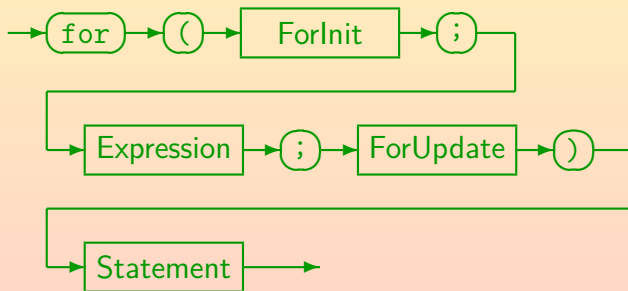 for ( ForInit ;
Expression ; ForUpdate )
Statement